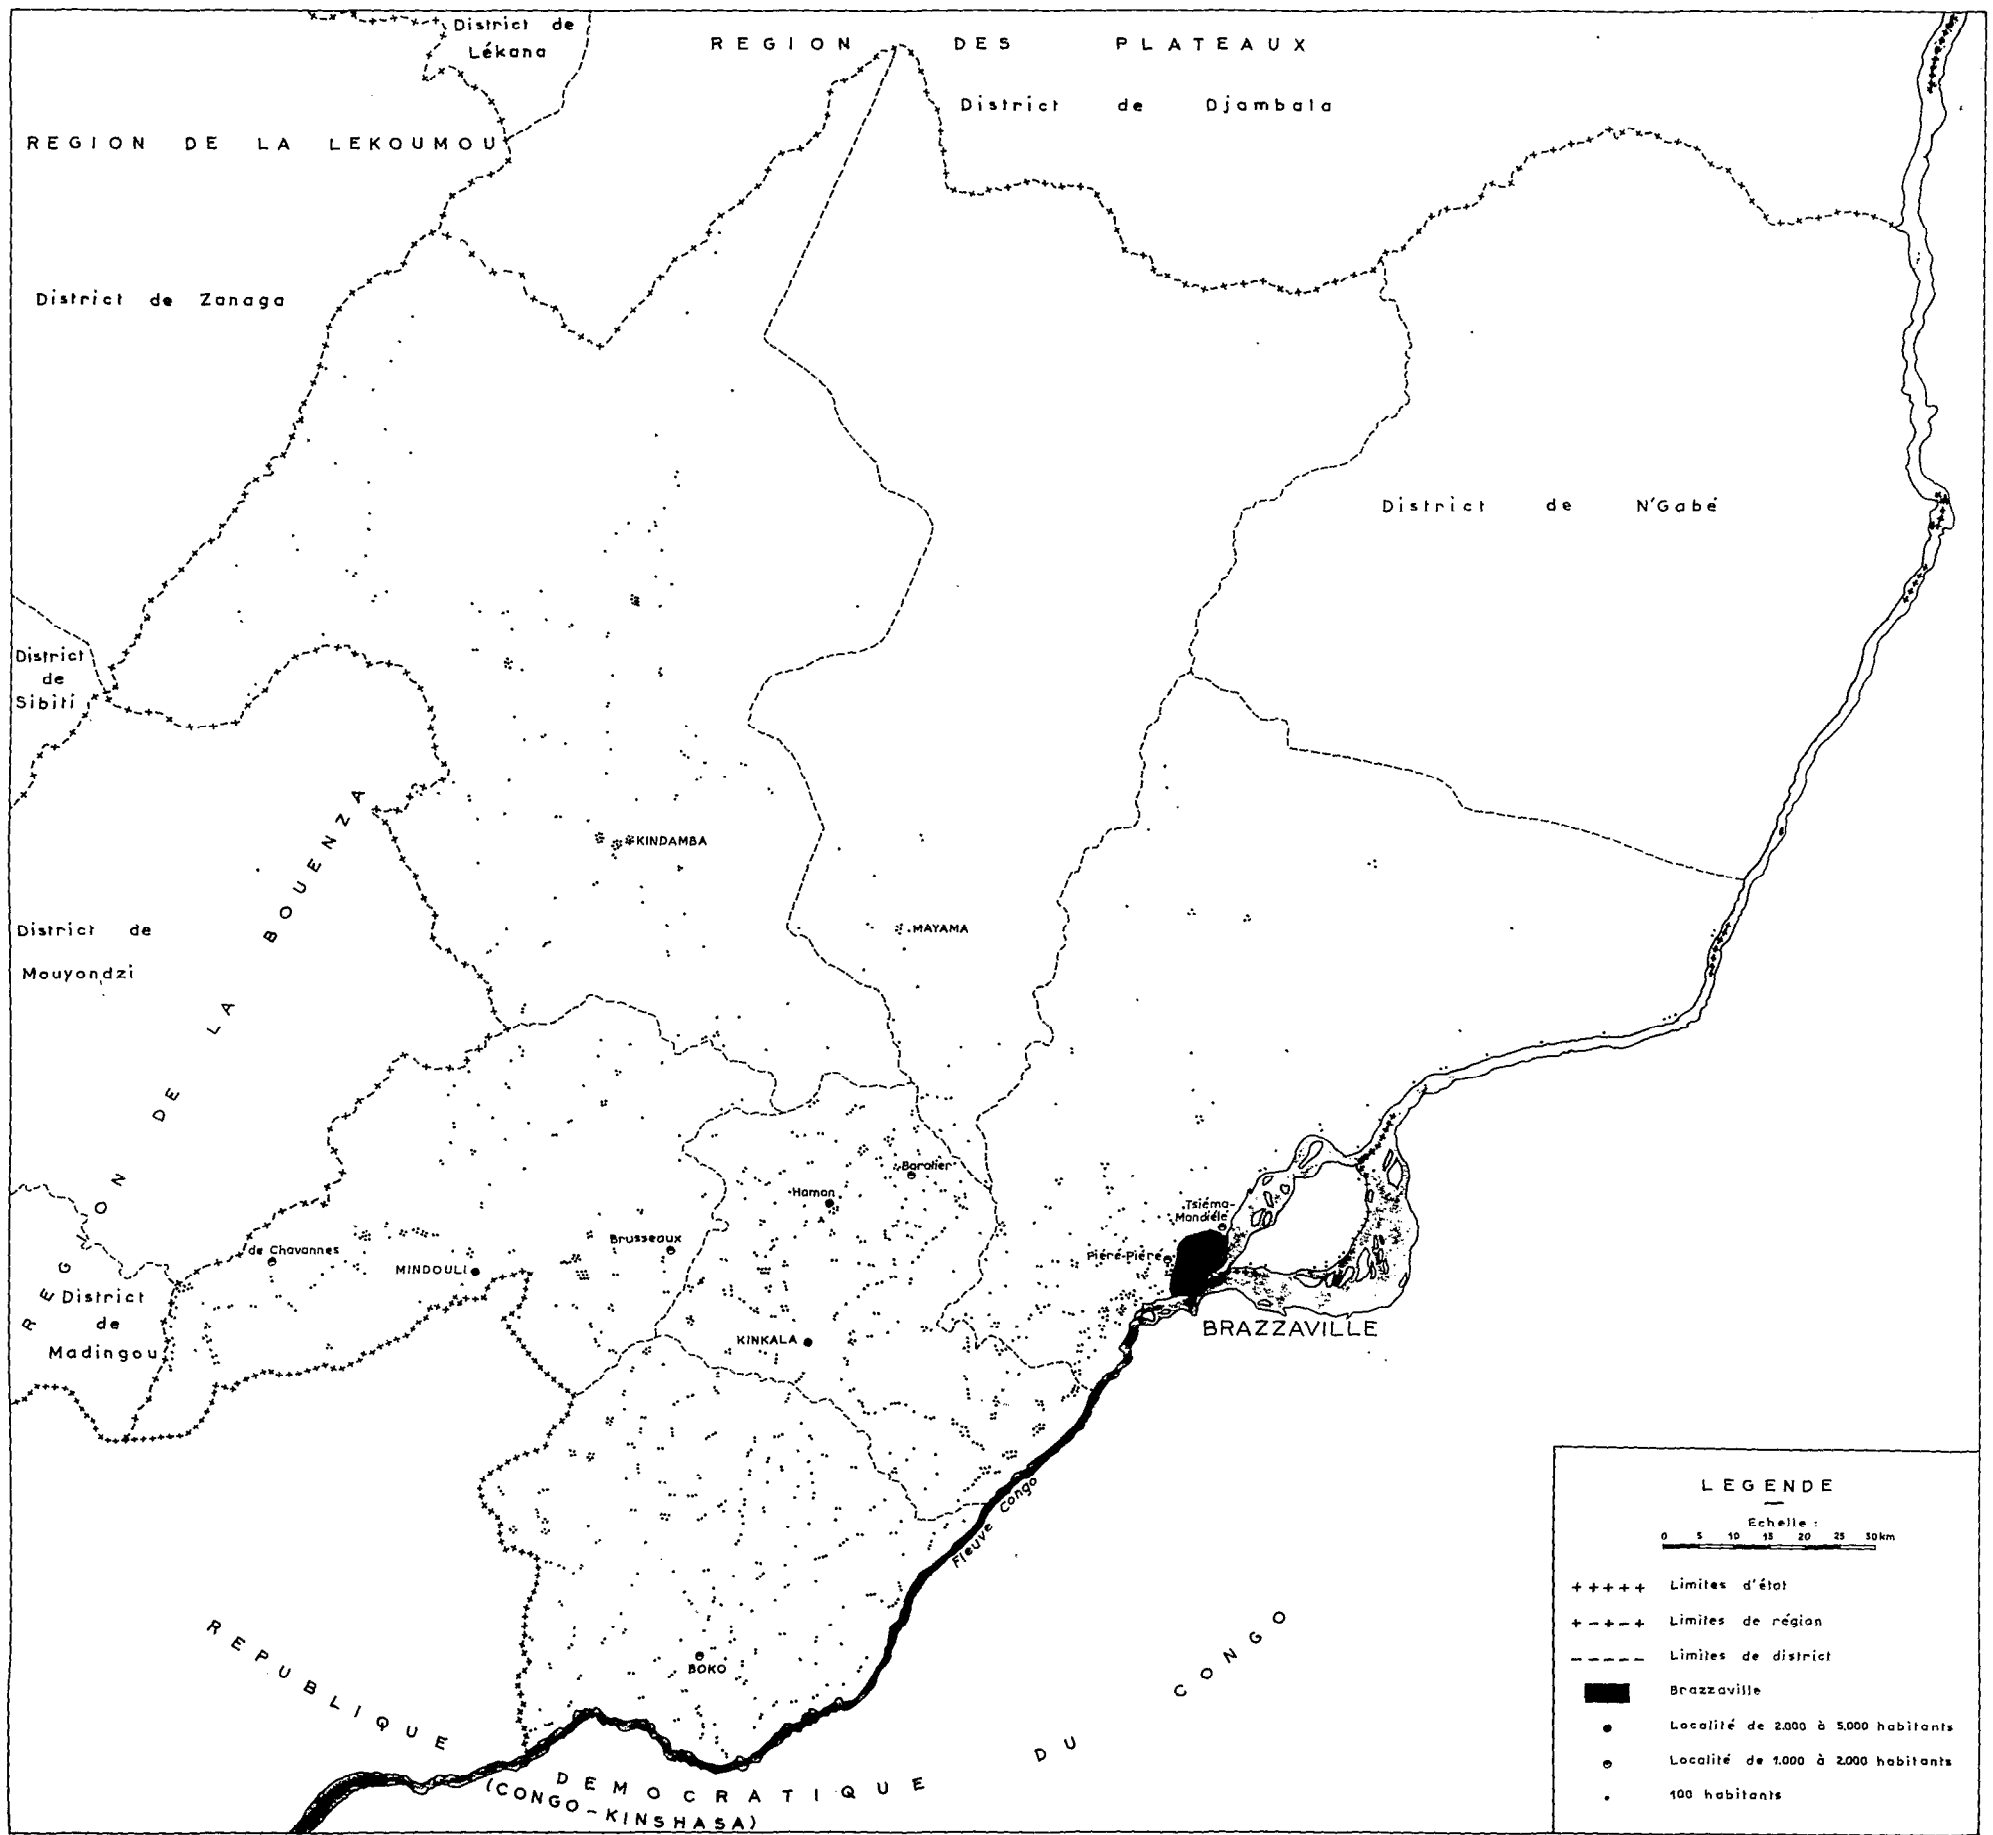 District de
Lékana
REGION DES PLATEAUX
District de Djambala
REGION DE LA LEKOUMOU
District de Zanaga
District de N'Gabé
District
de
Sibiti
REGION DE LA BOUENZA
KINDAMBA
District de
Mouyondzi
MAYAMA
Baratier
Hamon
Tsiéma-
Mandiélé
Brusseaux
de Chavannes
Piéré-Piéré
MINDOULI
District
de
Madingou
BRAZZAVILLE
KINKALA
Fleuve Congo
BOKO
REPUBLIQUE DEMOCRATIQUE DU CONGO
(CONGO-KINSHASA)
LEGENDE
Echelle :
0 5 10 15 20 25 30km
Limites d'état
Limites de région
Limites de district
Brazzaville
Localité de 2.000 à 5.000 habitants
Localité de 1.000 à 2.000 habitants
100 habitants